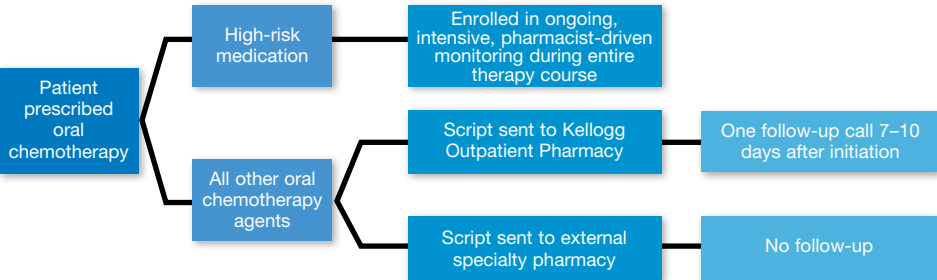 Patient
prescribed
oral
chemotherapy
High-risk
medication
Enrolled in ongoing,
intensive, pharmacist-driven
monitoring during entire
therapy course
All other oral
chemotherapy
agents
Script sent to Kellogg
Outpatient Pharmacy
One follow-up call 7–10
days after initiation
Script sent to external
specialty pharmacy
No follow-up